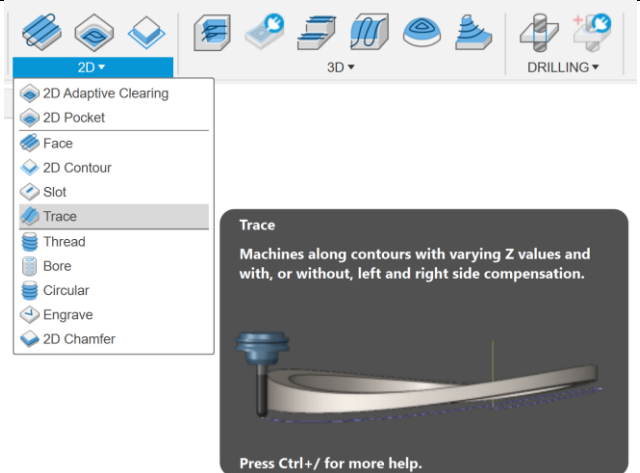 2D▼
3D▼
DRILLING▼
2D Adaptive Clearing
2D Pocket
Face
2D Contour
Slot
Trace
Thread
Bore
Circular
Engrave
2D Chamfer
Trace
Machines along contours with varying Z values and
with, or without, left and right side compensation.
Press Ctrl+/ for more help.